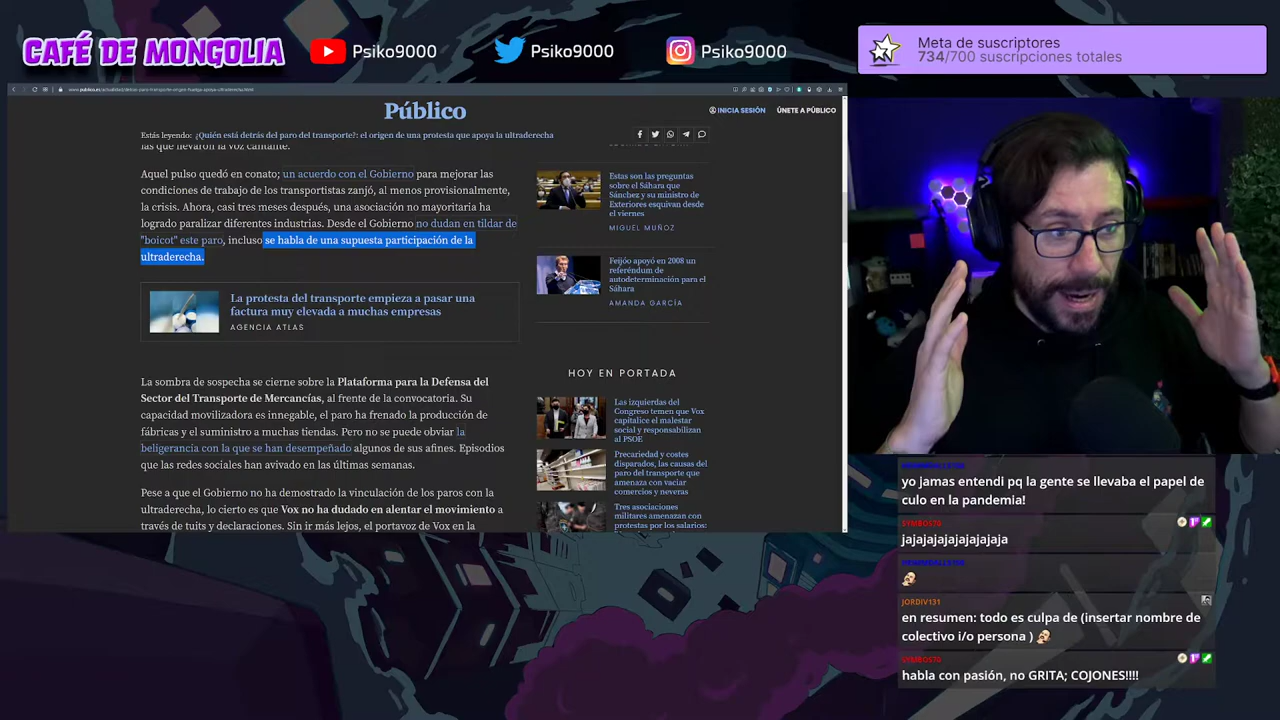 CAFÉ DE MONGOLIA
Psiko9000
Psiko9000
Psiko9000
Meta de suscriptores
734/700 suscripciones totales
Público
INICIA SESIÓN
ÚNETE A PÚBLICO
Estás leyendo: ¿Quién está detrás del paro del transporte?: el origen de una protesta que apoya la ultraderecha
las que llevaron la voz cantante.
Aquel pulso quedó en conato; un acuerdo con el Gobierno para mejorar las
condiciones de trabajo de los transportistas zanjó, al menos provisionalmente,
la crisis. Ahora, casi tres meses después, una asociación no mayoritaria ha
logrado paralizar diferentes industrias. Desde el Gobierno no dudan en tildar de
"boicot" este paro, incluso se habla de una supuesta participación de la
ultraderecha.
La protesta del transporte empieza a pasar una
factura muy elevada a muchas empresas
AGENCIA ATLAS
La sombra de sospecha se cierne sobre la Plataforma para la Defensa del
Sector del Transporte de Mercancías, al frente de la convocatoria. Su
capacidad movilizadora es innegable, el paro ha frenado la producción de
fábricas y el suministro a muchas tiendas. Pero no se puede obviar la
beligerancia con la que se han desempeñado algunos de sus afines. Episodios
que las redes sociales han avivado en las últimas semanas.
Pese a que el Gobierno no ha demostrado la vinculación de los paros con la
ultraderecha, lo cierto es que Vox no ha dudado en alentar el movimiento a
través de tuits y declaraciones. Sin ir más lejos, el portavoz de Vox en la
Estas son las preguntas
sobre el Sáhara que
Sánchez y su ministro de
Exteriores esquivan desde
el viernes
MIGUEL MUÑOZ
Feijóo apoyó en 2008 un
referéndum de
autodeterminación para el
Sáhara
AMANDA GARCÍA
HOY EN PORTADA
Las izquierdas del
Congreso temen que Vox
capitalice el malestar
social y responsabilizan
al PSOE
Precariedad y costes
disparados, las causas del
paro del transporte que
amenaza con vaciar
comercios y neveras
Tres asociaciones
militares amenazan con
protestas por los salarios:
yo jamas entendi pq la gente se llevaba el papel de
culo en la pandemia!
SYMBOS70
jajajajajajajajaja
JORDIV131
en resumen: todo es culpa de (insertar nombre de
colectivo i/o persona )
SYMBOS70
habla con pasión, no GRITA; COJONES!!!!